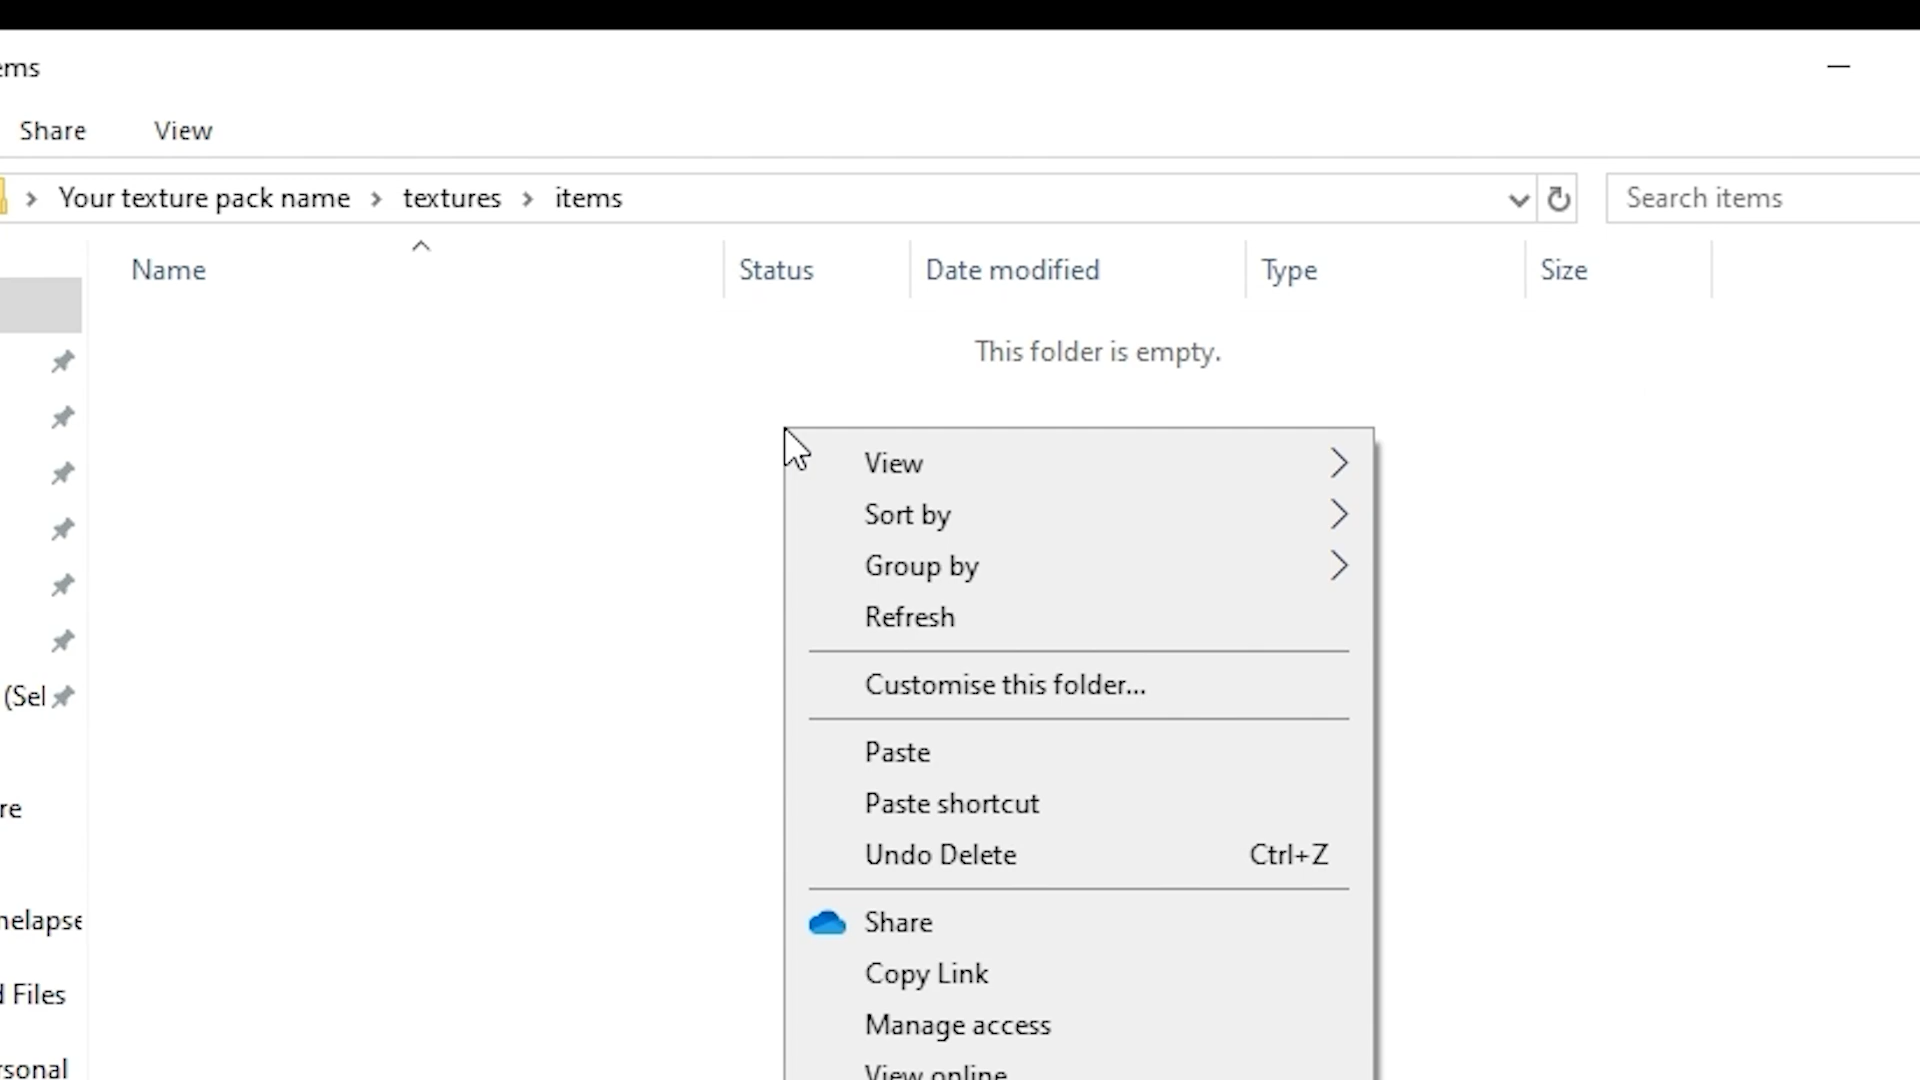 ems
Share View
Your texture pack name textures items Search items
Name Status Date modified Type Size
This folder is empty.
View
Sort by
Group by
Refresh
Customise this folder...
(Sel
Paste
Paste shortcut
re
Undo Delete Ctrl+Z
Share
nelapse
Copy Link
Files
Manage access
View online
rsonal